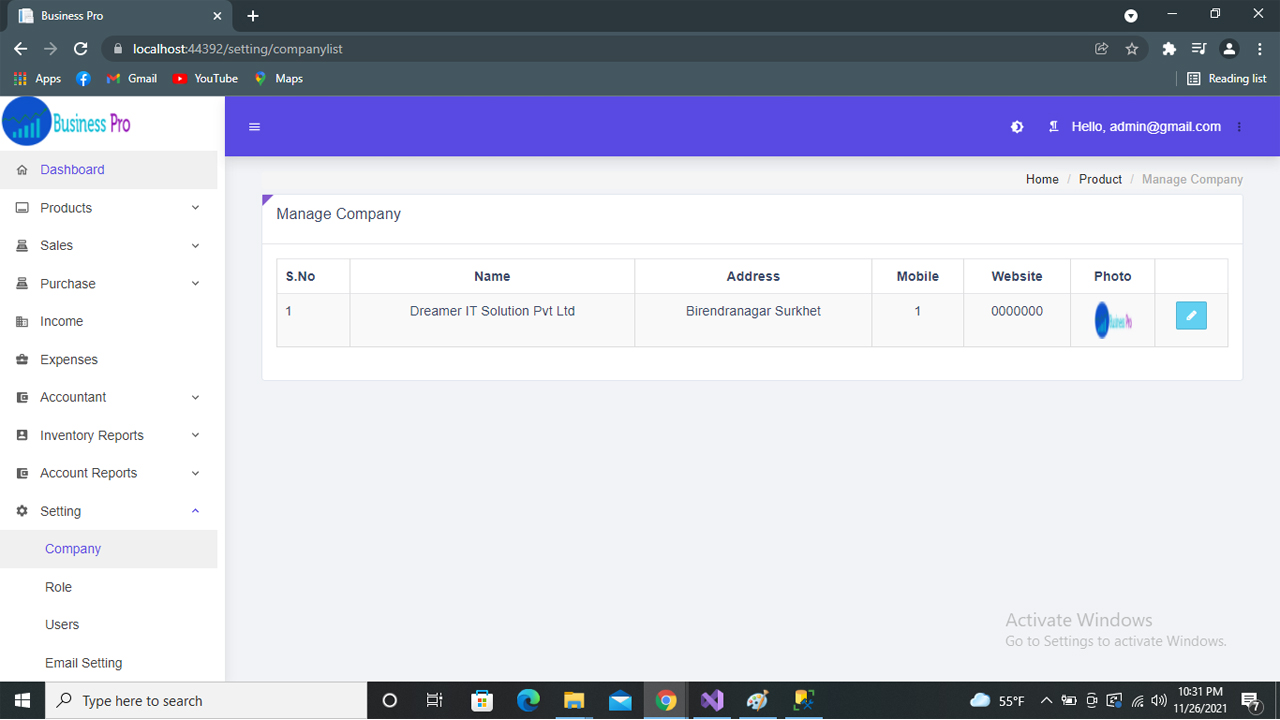 Business Pro
localhost:44392/setting/companylist
Apps Gmail YouTube Maps Reading list
Business Pro
Hello, admin@gmail.com
Dashboard
Products
Sales
Purchase
Income
Expenses
Accountant
Inventory Reports
Account Reports
Setting
Company
Role
Users
Email Setting
Home / Product / Manage Company
Manage Company
S.No Name Address Mobile Website Photo
1 Dreamer IT Solution Pvt Ltd Birendranagar Surkhet 1 0000000
Business Pro
Activate Windows
Go to Settings to activate Windows.
Type here to search
55°F
10:31 PM
11/26/2021
7